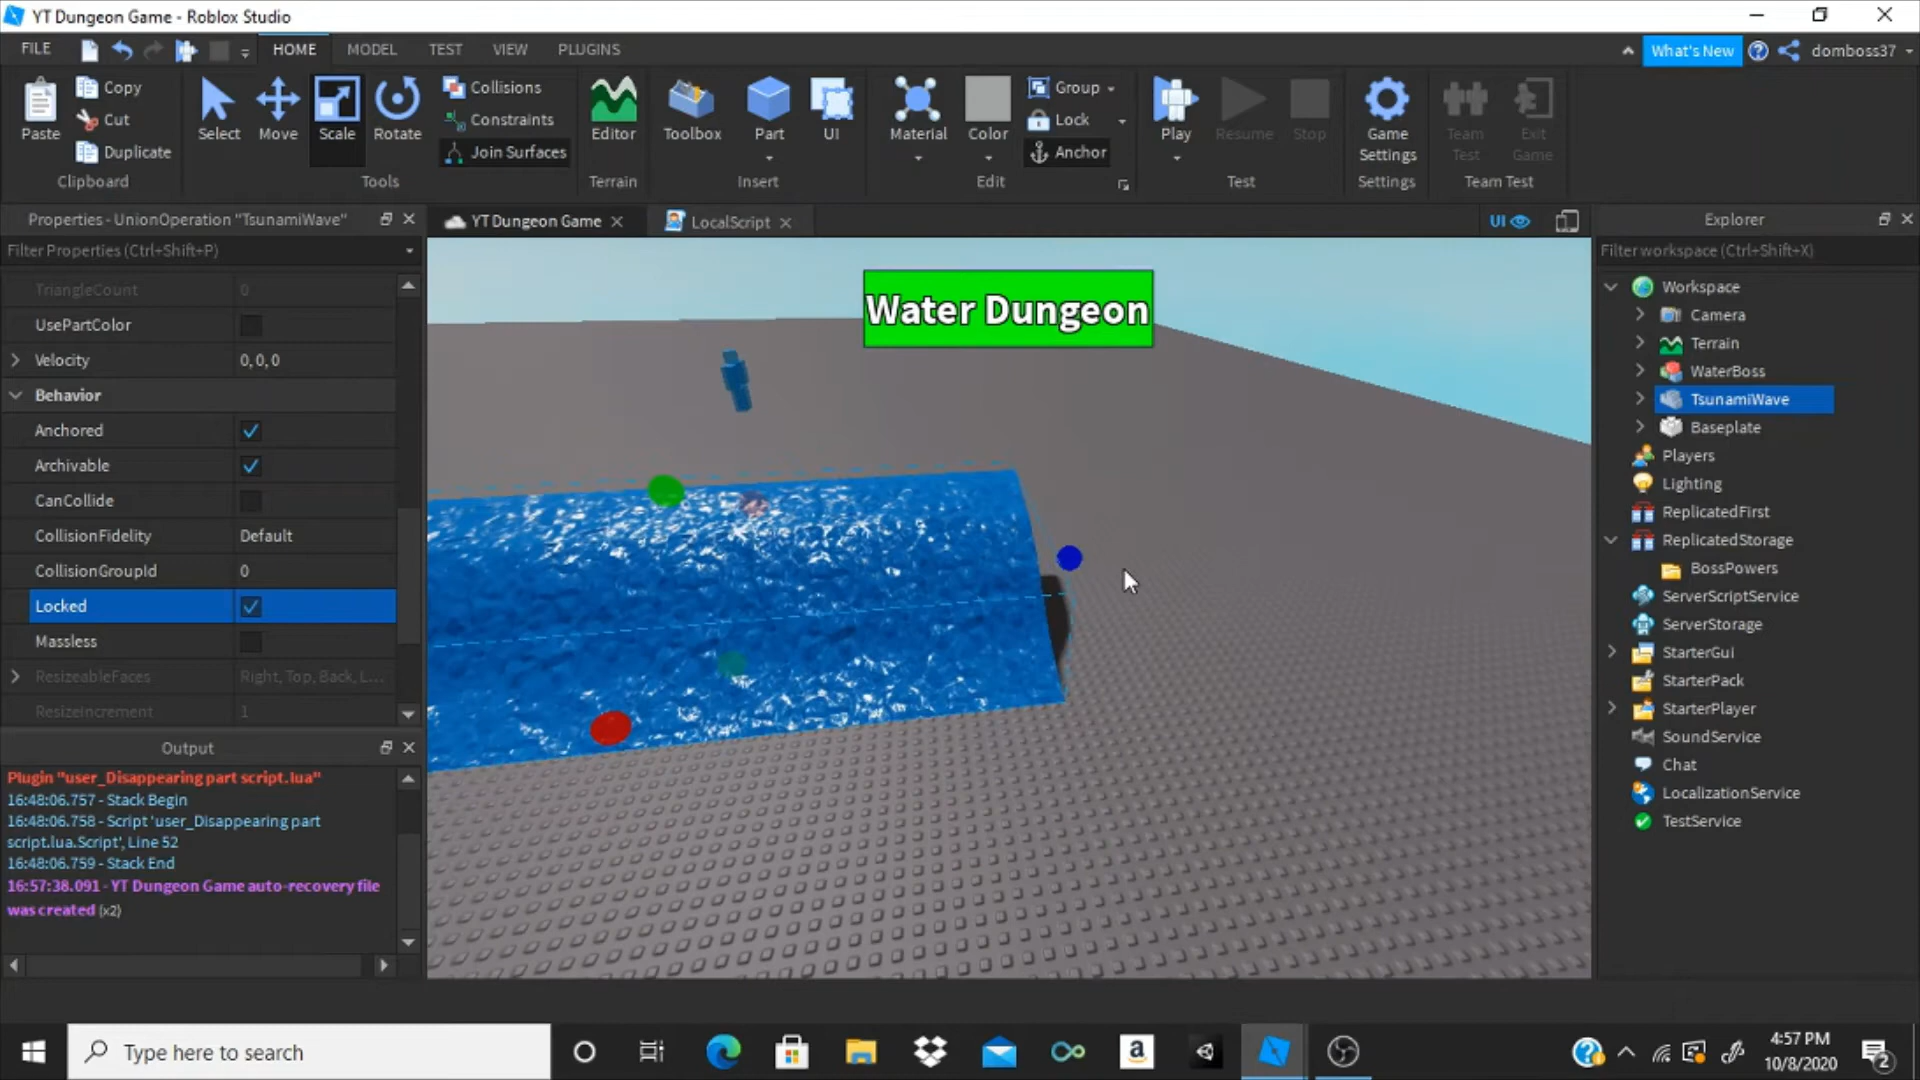 YT Dungeon Game - Roblox Studio
FILE HOME MODEL TEST VIEW PLUGINS What's New domboss37
Paste Copy Cut Duplicate Clipboard
Select Move Scale Rotate Collisions Constraints Join Surfaces Tools
Editor Terrain
Toolbox Part UI Insert
Material Color Group Lock Anchor Edit
Play Resume Stop Test
Game Settings Settings
Team Test Exit Game Team Test
Properties - UnionOperation "TsunamiWave"
Filter Properties (Ctrl+Shift+P)
TriangleCount 0
UsePartColor
Velocity 0, 0, 0
Behavior
Anchored
Archivable
CanCollide
CollisionFidelity Default
CollisionGroupId 0
Locked
Massless
ResizeableFaces Right, Top, Back, L...
ResizeIncrement 1
Output
Plugin "user_Disappearing part script.lua"
16:48:06.757 - Stack Begin
16:48:06.758 - Script 'user_Disappearing part
script.lua.Script', Line 52
16:48:06.759 - Stack End
16:57:38.091 - YT Dungeon Game auto-recovery file
was created (x2)
YT Dungeon Game LocalScript UI
Water Dungeon
Explorer
Filter workspace (Ctrl+Shift+X)
Workspace
Camera
Terrain
WaterBoss
TsunamiWave
Baseplate
Players
Lighting
ReplicatedFirst
ReplicatedStorage
BossPowers
ServerScriptService
ServerStorage
StarterGui
StarterPack
StarterPlayer
SoundService
Chat
LocalizationService
TestService
Type here to search
a
4:57 PM
10/8/2020
2